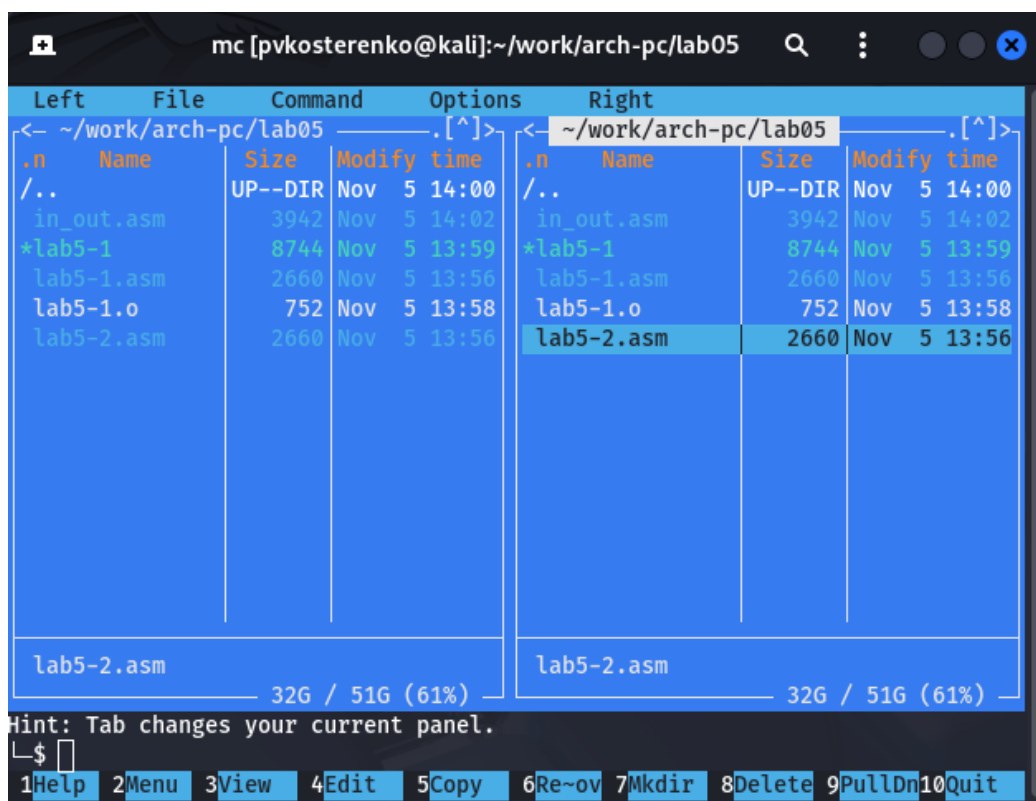 mc [pvkosterenko@kali]:~/work/arch-pc/lab05
Left File Command Options Right
<- ~/work/arch-pc/lab05 .[^]> <- ~/work/arch-pc/lab05 .[^]>
.n Name Size Modify time .n Name Size Modify time
/.. UP--DIR Nov 5 14:00 /.. UP--DIR Nov 5 14:00
in_out.asm 3942 Nov 5 14:02 in_out.asm 3942 Nov 5 14:02
*lab5-1 8744 Nov 5 13:59 *lab5-1 8744 Nov 5 13:59
lab5-1.asm 2660 Nov 5 13:56 lab5-1.asm 2660 Nov 5 13:56
lab5-1.o 752 Nov 5 13:58 lab5-1.o 752 Nov 5 13:58
lab5-2.asm 2660 Nov 5 13:56 lab5-2.asm 2660 Nov 5 13:56
lab5-2.asm lab5-2.asm
32G / 51G (61%) 32G / 51G (61%)
Hint: Tab changes your current panel.
└─$
1Help 2Menu 3View 4Edit 5Copy 6Re~ov 7Mkdir 8Delete 9PullDn 10Quit